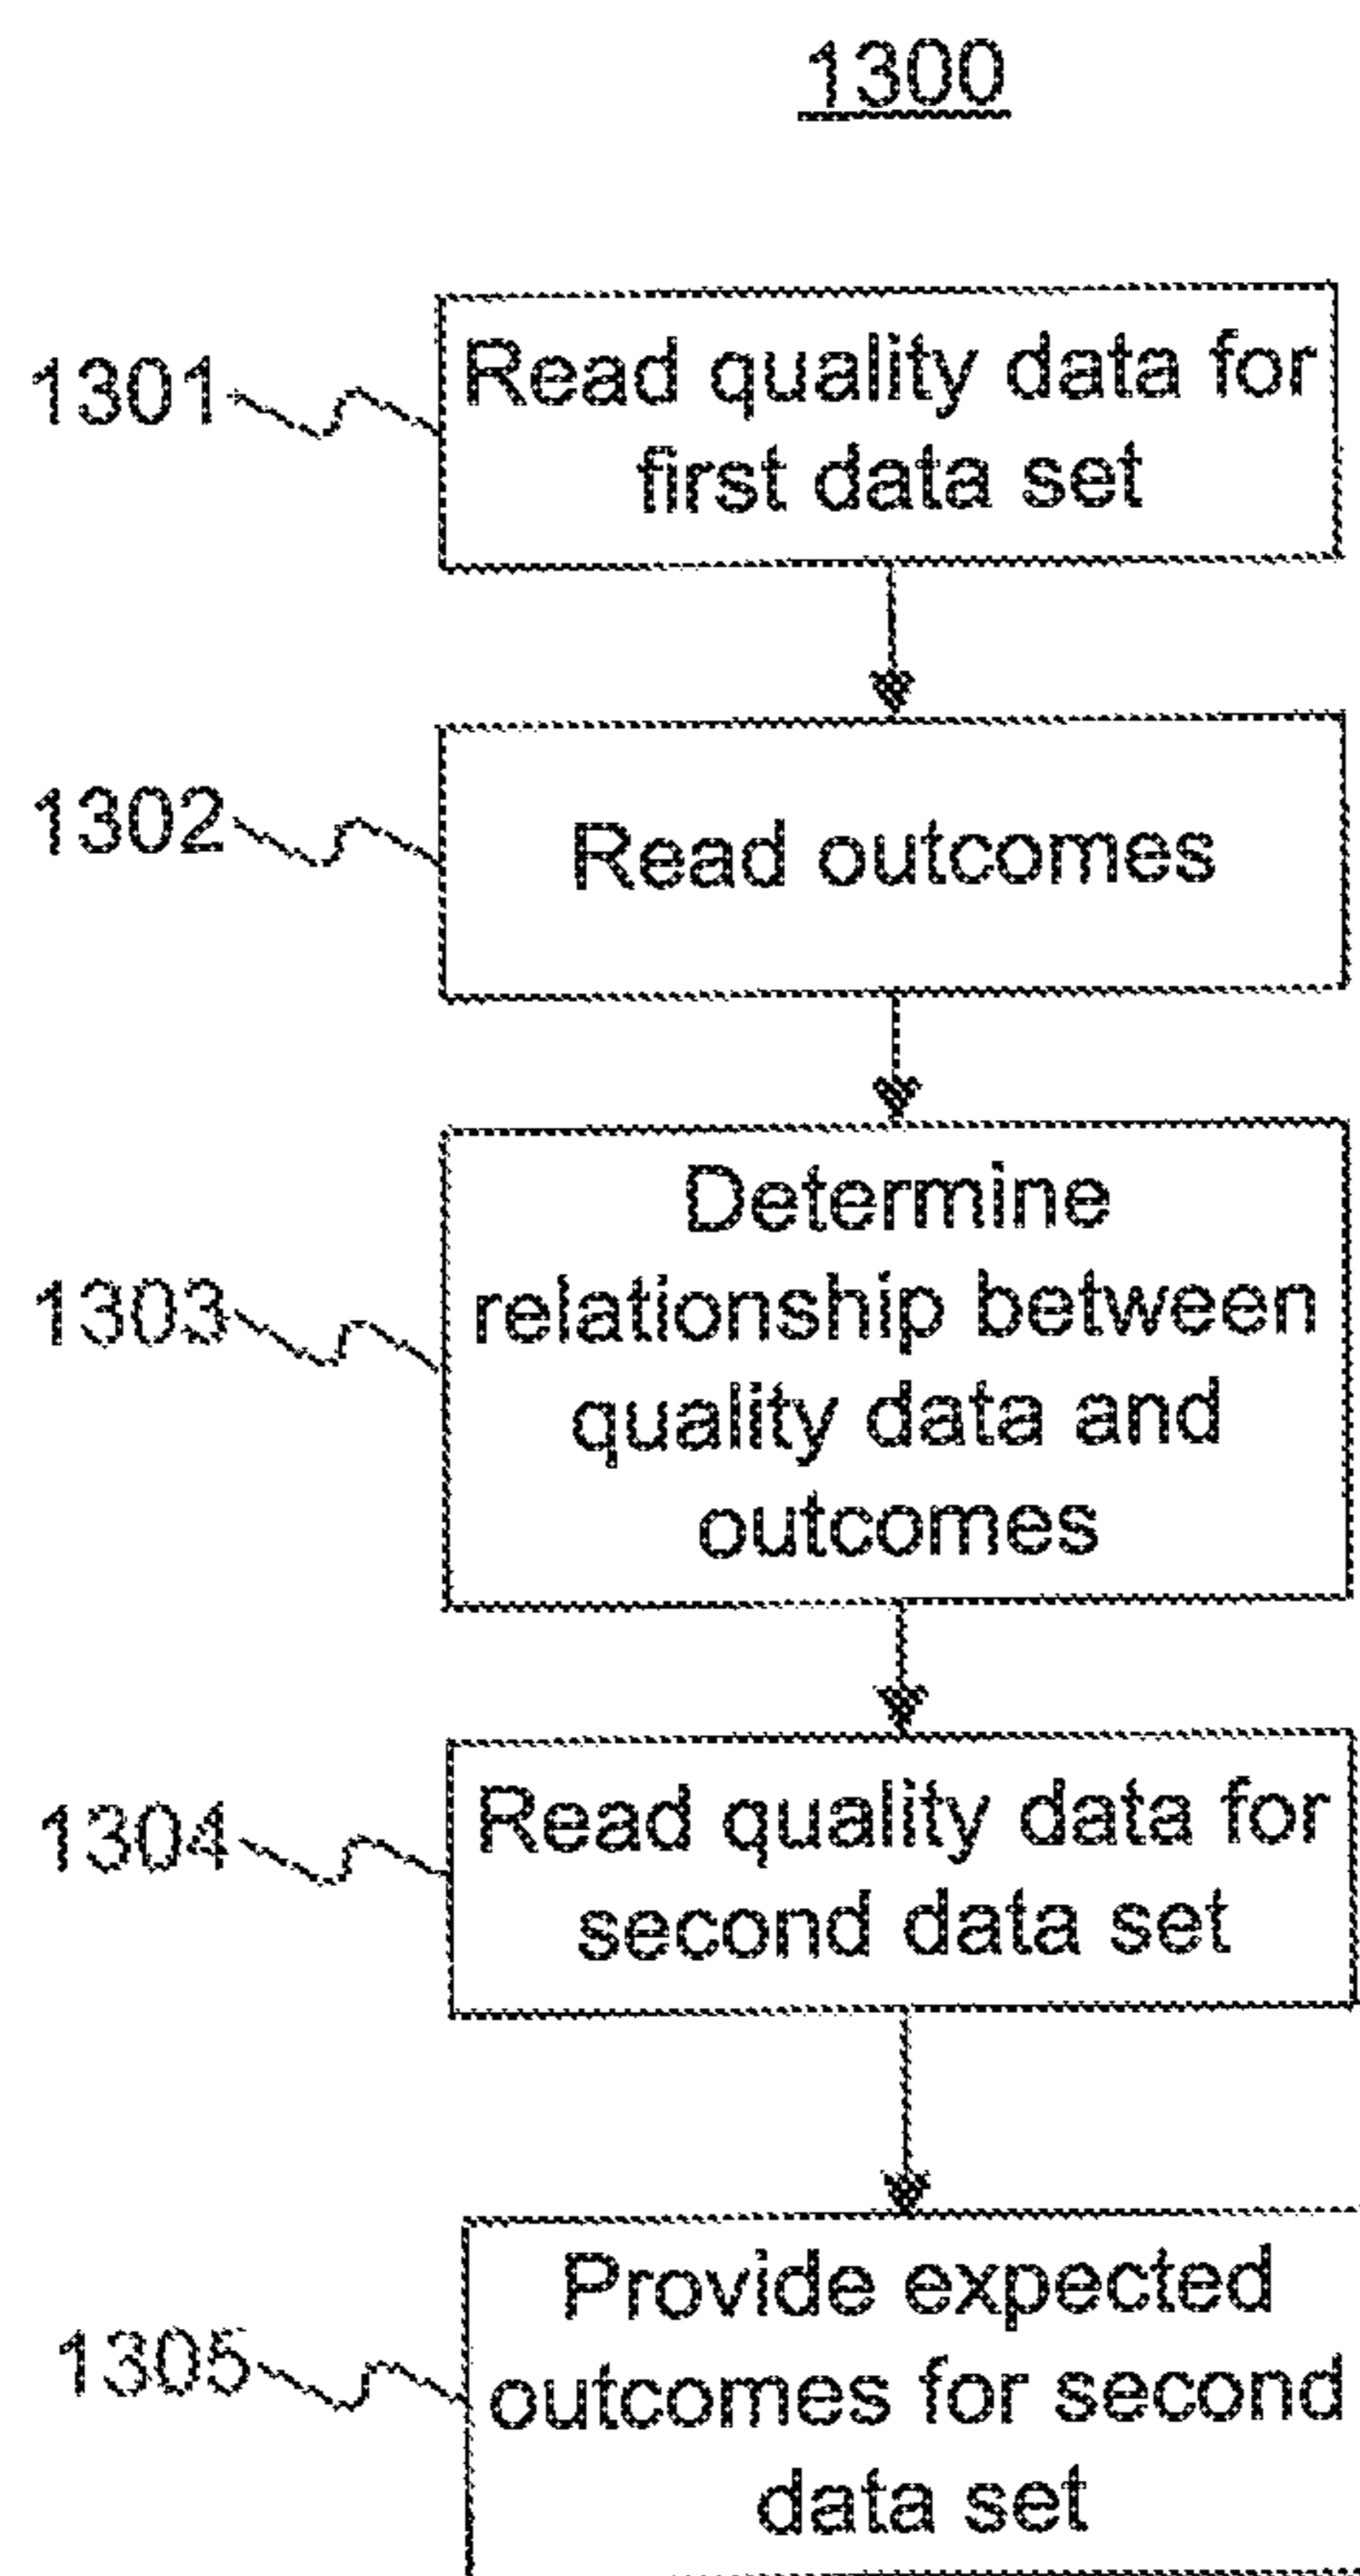 1300
1301
Read quality data for
first data set
1302
Read outcomes
1303
Determine
relationship between
quality data and
outcomes
1304
Read quality data for
second data set
1305
Provide expected
outcomes for second
data set